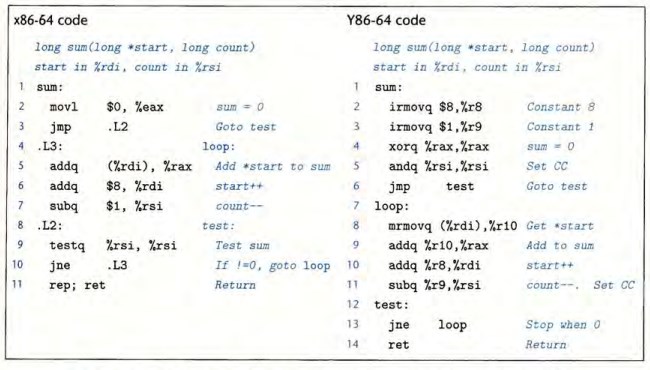 x86-64 code
long sum(long *start, long count)
start in %rdi, count in %rsi
1 sum:
2 movl $0, %eax sum = 0
3 jmp .L2 Goto test
4 .L3: loop:
5 addq (%rdi), %rax Add *start to sum
6 addq $8, %rdi start++
7 subq $1, %rsi count--
8 .L2: test:
9 testq %rsi, %rsi Test sum
10 jne .L3 If !=0, goto loop
11 rep; ret Return
Y86-64 code
long sum(long *start, long count)
start in %rdi, count in %rsi
1 sum:
2 irmovq $8,%r8 Constant 8
3 irmovq $1,%r9 Constant 1
4 xorq %rax,%rax sum = 0
5 andq %rsi,%rsi Set CC
6 jmp test Goto test
7 loop:
8 mrmovq (%rdi),%r10 Get *start
9 addq %r10,%rax Add to sum
10 addq %r8,%rdi start++
11 subq %r9,%rsi count--. Set CC
12 test:
13 jne loop Stop when 0
14 ret Return